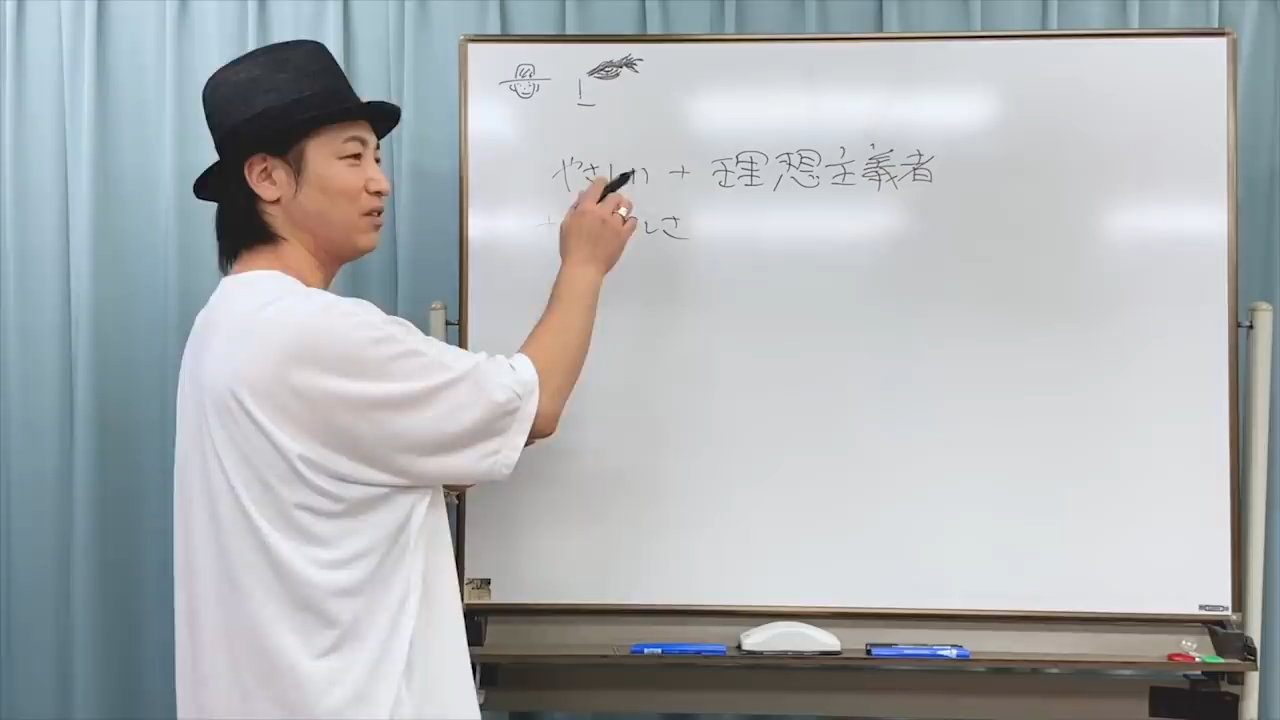 やさしい + 理想主義者
+ しさ